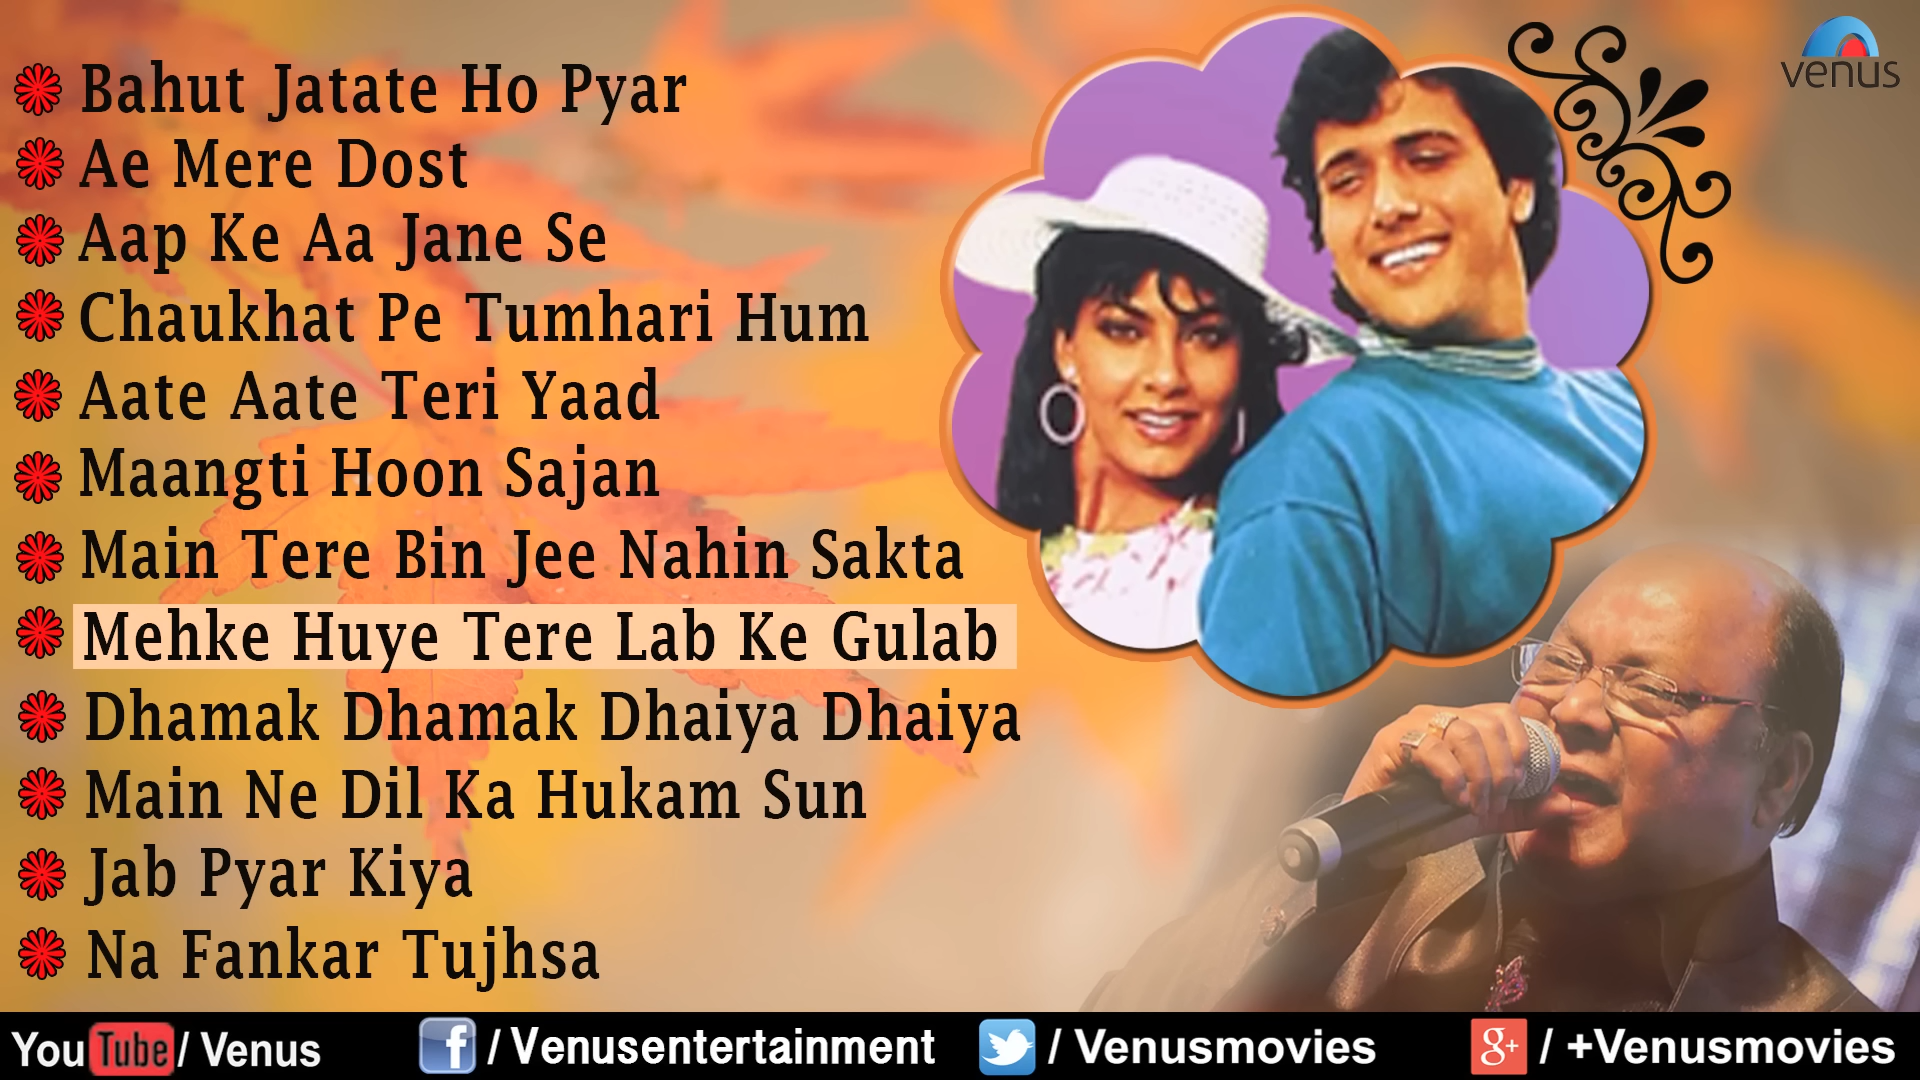 venus
Bahut Jatate Ho Pyar
Ae Mere Dost
Aap Ke Aa Jane Se
Chaukhat Pe Tumhari Hum
Aate Aate Teri Yaad
Maangti Hoon Sajan
Main Tere Bin Jee Nahin Sakta
Mehke Huye Tere Lab Ke Gulab
Dhamak Dhamak Dhaiya Dhaiya
Main Ne Dil Ka Hukam Sun
Jab Pyar Kiya
Na Fankar Tujhsa
YouTube / Venus f / Venusentertainment / Venusmovies g+ / +Venusmovies